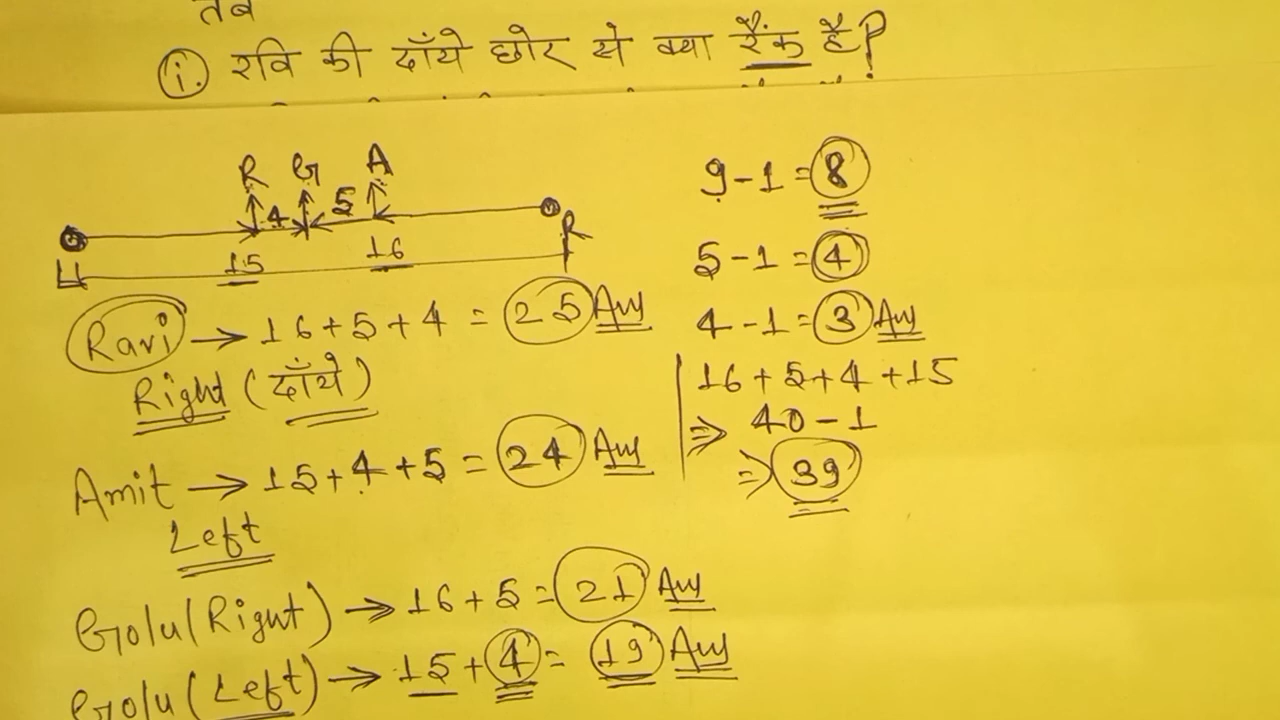 तब
i. रवि की दाँये छोर से क्या रैंक है?
R G A
4 5
15 16
L R
Ravi → 16+5+4 = 25 Ans
Right (दाँये)
Amit → 15+4+5 = 24 Ans
Left
Golu (Right) → 16+5 = 21 Ans
Golu (Left) → 15+4 = 19 Ans
9-1 = 8
5-1 = 4
4-1 = 3 Ans
16+5+4+15
⇒ 40-1
⇒ 39